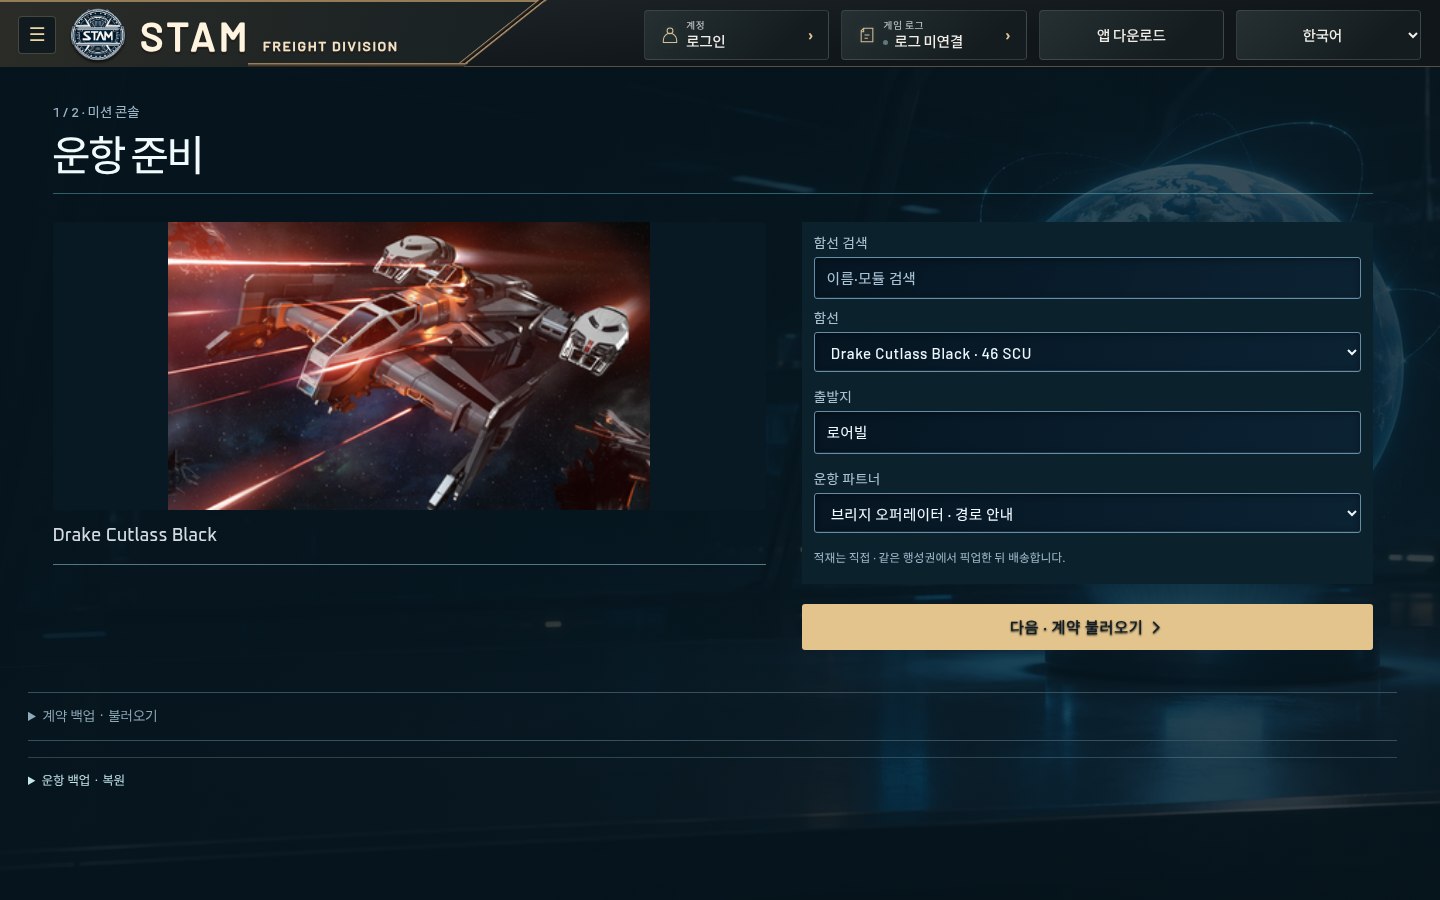 ☰ STAM STAM FREIGHT DIVISION
계정
로그인 ›
게임 로그
로그 미연결 ›
앱 다운로드
한국어
1 / 2 · 미션 콘솔
운항 준비
Drake Cutlass Black
함선 검색
이름·모듈 검색
함선
Drake Cutlass Black · 46 SCU
출발지
로어빌
운항 파트너
브리지 오퍼레이터 · 경로 안내
적재는 직접 · 같은 행성권에서 픽업한 뒤 배송합니다.
다음 · 계약 불러오기
계약 백업 · 불러오기
운항 백업 · 복원